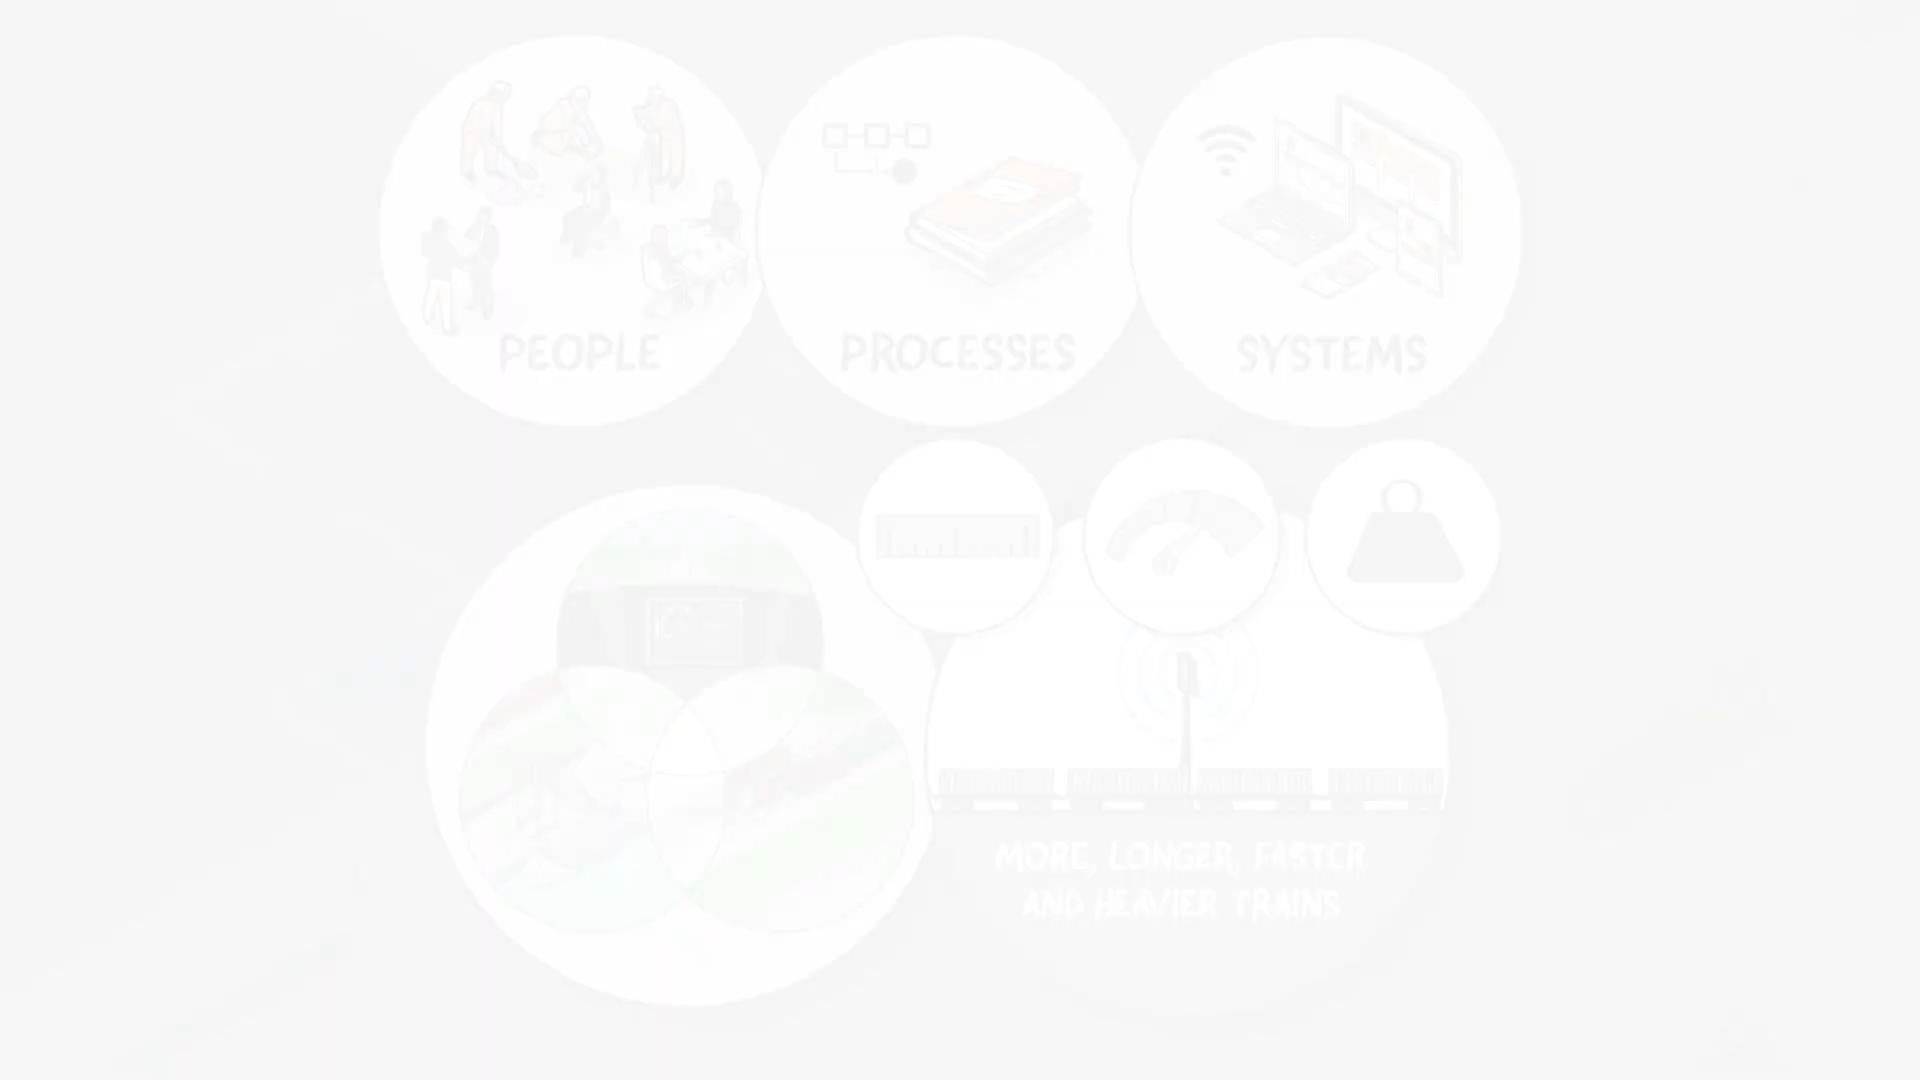 PEOPLE
PROCESSES
SYSTEMS
MORE, LONGER, FASTER
AND HEAVIER TRAINS